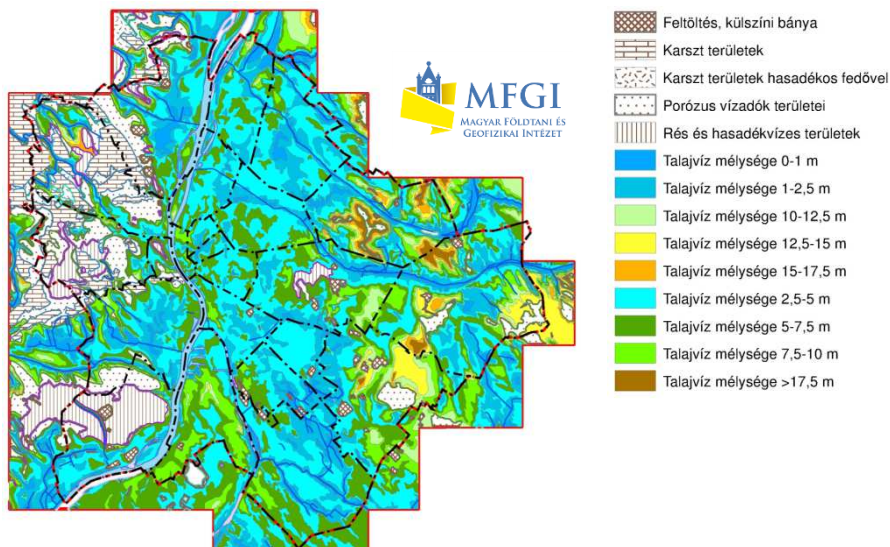 MFGI
MAGYAR FÖLDTANI ÉS
GEOFIZIKAI INTÉZET
Feltöltés, külszíni bánya
Karszt területek
Karszt területek hasadékos fedővel
Porózus vízadók területei
Rés és hasadékvizes területek
Talajvíz mélysége 0-1 m
Talajvíz mélysége 1-2,5 m
Talajvíz mélysége 10-12,5 m
Talajvíz mélysége 12,5-15 m
Talajvíz mélysége 15-17,5 m
Talajvíz mélysége 2,5-5 m
Talajvíz mélysége 5-7,5 m
Talajvíz mélysége 7,5-10 m
Talajvíz mélysége >17,5 m